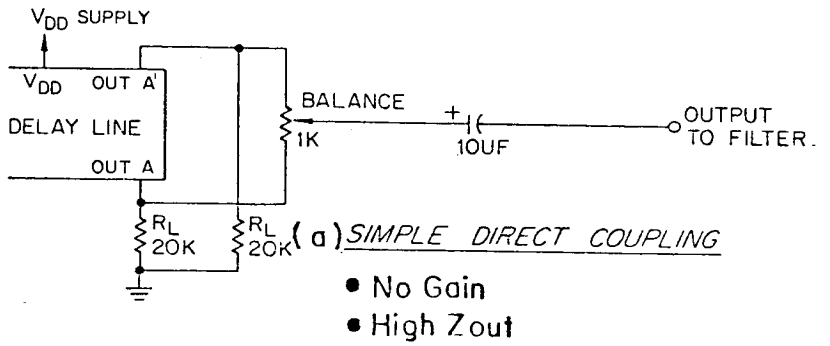 VDD SUPPLY
VDD OUT A'
DELAY LINE
OUT A
BALANCE
1K
+
10UF
OUTPUT
TO FILTER.
RL
20K
RL
20K
(a) SIMPLE DIRECT COUPLING
• No Gain
• High Zout